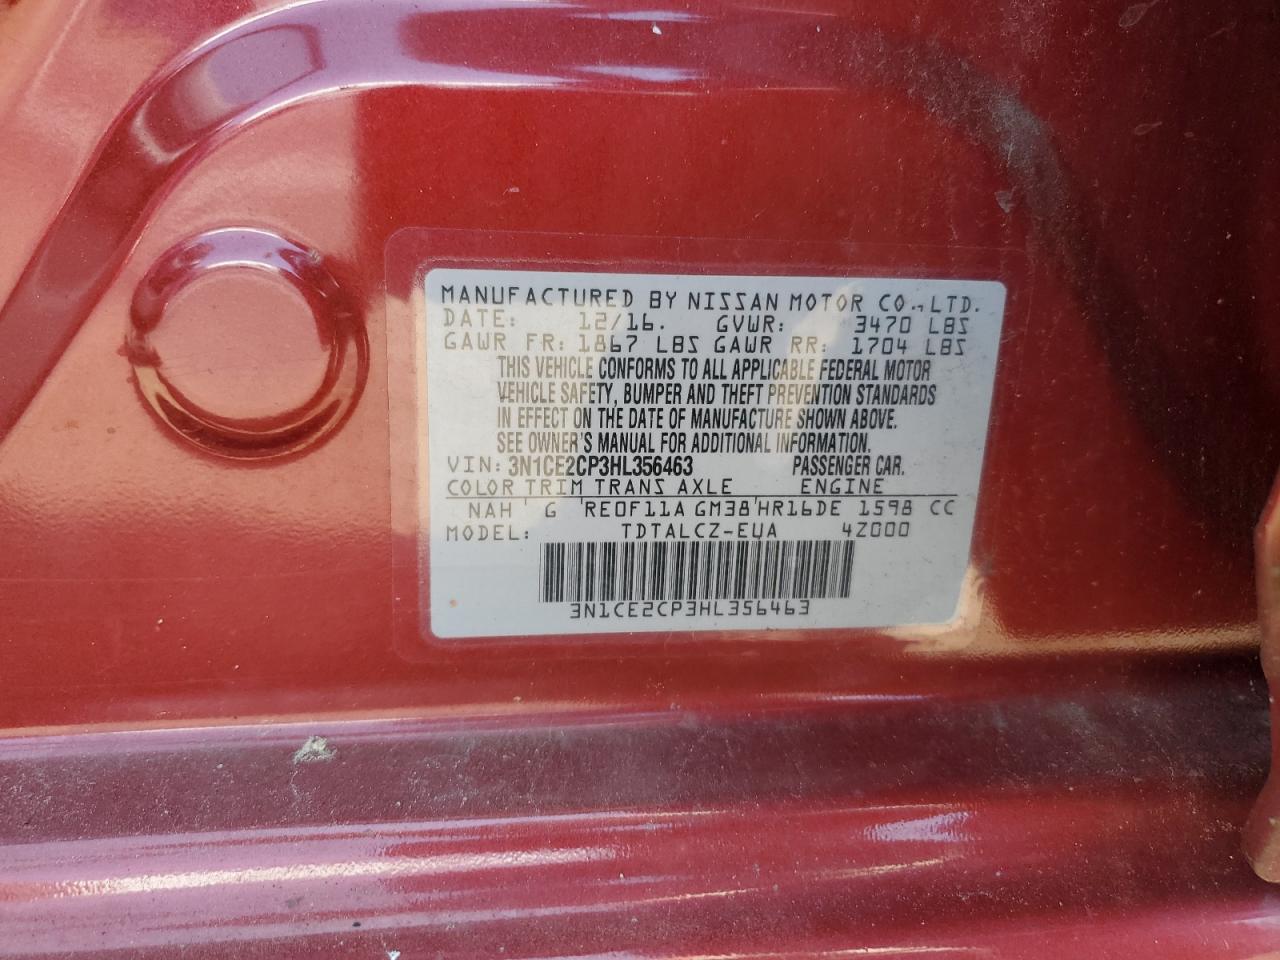 MANUFACTURED BY NISSAN MOTOR CO., LTD.
DATE: 12/16. GVWR: 3470 LBS
GAWR FR: 1867 LBS GAWR RR: 1704 LBS
THIS VEHICLE CONFORMS TO ALL APPLICABLE FEDERAL MOTOR
VEHICLE SAFETY, BUMPER AND THEFT PREVENTION STANDARDS
IN EFFECT ON THE DATE OF MANUFACTURE SHOWN ABOVE.
SEE OWNER'S MANUAL FOR ADDITIONAL INFORMATION.
VIN: 3N1CE2CP3HL356463 PASSENGER CAR.
COLOR TRIM TRANS AXLE ENGINE
NAH' G 'RE0F11A GM38'HR16DE 1598 CC
MODEL: TDTALCZ-EUA 4Z000
3N1CE2CP3HL356463